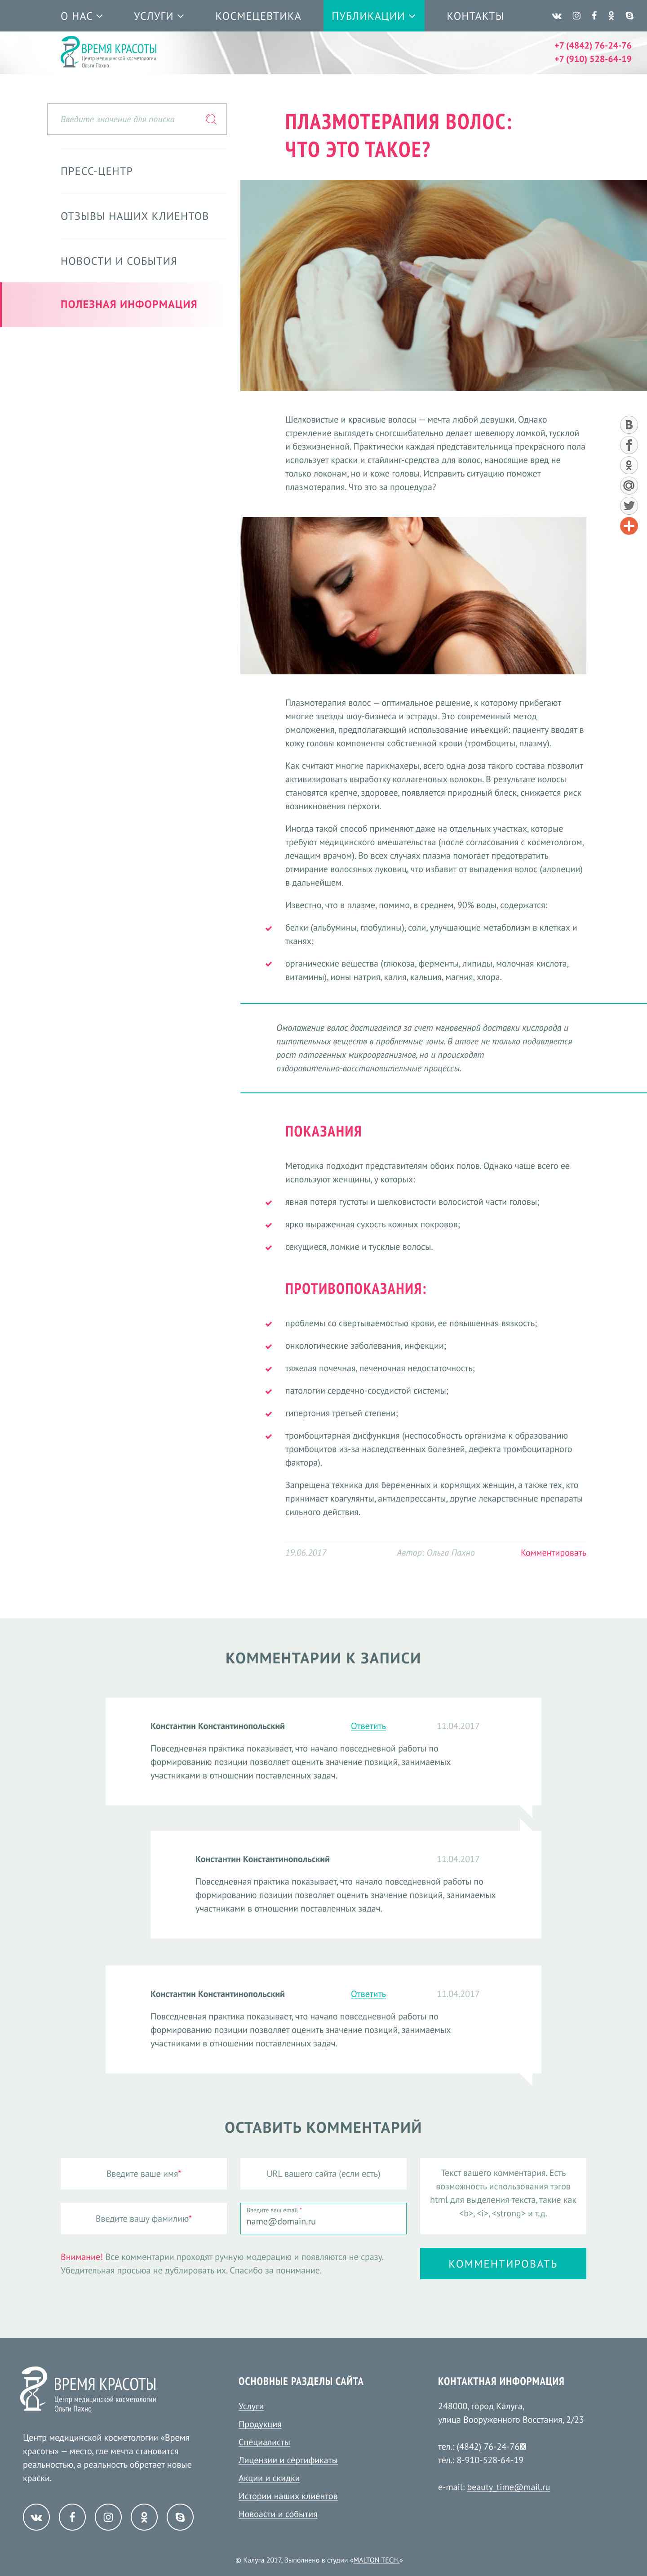 О НАС
УСЛУГИ
КОСМЕЦЕВТИКА
ПУБЛИКАЦИИ
КОНТАКТЫ
ВРЕМЯ КРАСОТЫ
Центр медицинской косметологии
Ольги Пахно
+7 (4842) 76-24-76
+7 (910) 528-64-19
Введите значение для поиска
ПРЕСС-ЦЕНТР
ОТЗЫВЫ НАШИХ КЛИЕНТОВ
НОВОСТИ И СОБЫТИЯ
ПОЛЕЗНАЯ ИНФОРМАЦИЯ
ПЛАЗМОТЕРАПИЯ ВОЛОС:
ЧТО ЭТО ТАКОЕ?
Шелковистые и красивые волосы — мечта любой девушки. Однако
стремление выглядеть сногсшибательно делает шевелюру ломкой, тусклой
и безжизненной. Практически каждая представительница прекрасного пола
использует краски и стайлинг-средства для волос, наносящие вред не
только локонам, но и коже головы. Исправить ситуацию поможет
плазмотерапия. Что это за процедура?
Плазмотерапия волос — оптимальное решение, к которому прибегают
многие звезды шоу-бизнеса и эстрады. Это современный метод
омоложения, предполагающий использование инъекций: пациенту вводят в
кожу головы компоненты собственной крови (тромбоциты, плазму).
Как считают многие парикмахеры, всего одна доза такого состава позволит
активизировать выработку коллагеновых волокон. В результате волосы
становятся крепче, здоровее, появляется природный блеск, снижается риск
возникновения перхоти.
Иногда такой способ применяют даже на отдельных участках, которые
требуют медицинского вмешательства (после согласования с косметологом,
лечащим врачом). Во всех случаях плазма помогает предотвратить
отмирание волосяных луковиц, что избавит от выпадения волос (алопеции)
в дальнейшем.
Известно, что в плазме, помимо, в среднем, 90% воды, содержатся:
белки (альбумины, глобулины), соли, улучшающие метаболизм в клетках и
тканях;
органические вещества (глюкоза, ферменты, липиды, молочная кислота,
витамины), ионы натрия, калия, кальция, магния, хлора.
Омоложение волос достигается за счет мгновенной доставки кислорода и
питательных веществ в проблемные зоны. В итоге не только подавляется
рост патогенных микроорганизмов, но и происходят
оздоровительно-восстановительные процессы.
ПОКАЗАНИЯ
Методика подходит представителям обоих полов. Однако чаще всего ее
используют женщины, у которых:
явная потеря густоты и шелковистости волосистой части головы;
ярко выраженная сухость кожных покровов;
секущиеся, ломкие и тусклые волосы.
ПРОТИВОПОКАЗАНИЯ:
проблемы со свертываемостью крови, ее повышенная вязкость;
онкологические заболевания, инфекции;
тяжелая почечная, печеночная недостаточность;
патологии сердечно-сосудистой системы;
гипертония третьей степени;
тромбоцитарная дисфункция (неспособность организма к образованию
тромбоцитов из-за наследственных болезней, дефекта тромбоцитарного
фактора).
Запрещена техника для беременных и кормящих женщин, а также тех, кто
принимает коагулянты, антидепрессанты, другие лекарственные препараты
сильного действия.
19.06.2017
Автор: Ольга Пахно
Комментировать
КОММЕНТАРИИ К ЗАПИСИ
Константин Константинопольский
Ответить
11.04.2017
Повседневная практика показывает, что начало повседневной работы по
формированию позиции позволяет оценить значение позиций, занимаемых
участниками в отношении поставленных задач.
Константин Константинопольский
11.04.2017
Повседневная практика показывает, что начало повседневной работы по
формированию позиции позволяет оценить значение позиций, занимаемых
участниками в отношении поставленных задач.
Константин Константинопольский
Ответить
11.04.2017
Повседневная практика показывает, что начало повседневной работы по
формированию позиции позволяет оценить значение позиций, занимаемых
участниками в отношении поставленных задач.
ОСТАВИТЬ КОММЕНТАРИЙ
Введите ваше имя*
URL вашего сайта (если есть)
Текст вашего комментария. Есть
возможность использования тэгов
html для выделения текста, такие как
<b>, <i>, <strong> и т.д.
Введите вашу фамилию*
Введите ваш email *
name@domain.ru
Внимание! Все комментарии проходят ручную модерацию и появляются не сразу.
Убедительная просьба не дублировать их. Спасибо за понимание.
КОММЕНТИРОВАТЬ
ВРЕМЯ КРАСОТЫ
Центр медицинской косметологии
Ольги Пахно
Центр медицинской косметологии «Время
красоты» — место, где мечта становится
реальностью, а реальность обретает новые
краски.
ОСНОВНЫЕ РАЗДЕЛЫ САЙТА
Услуги
Продукция
Специалисты
Лицензии и сертификаты
Акции и скидки
Истории наших клиентов
Новоасти и события
КОНТАКТНАЯ ИНФОРМАЦИЯ
248000, город Калуга,
улица Вооруженного Восстания, 2/23
тел.: (4842) 76-24-76
тел.: 8-910-528-64-19
e-mail: beauty_time@mail.ru
© Калуга 2017, Выполнено в студии «MALTON TECH.»